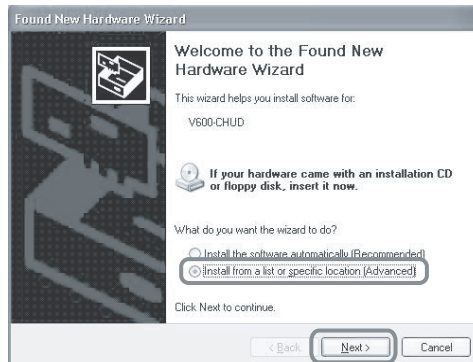 Found New Hardware Wizard
Welcome to the Found New
Hardware Wizard
This wizard helps you install software for:
V600-CHUD
If your hardware came with an installation CD
or floppy disk, insert it now.
What do you want the wizard to do?
Install the software automatically (Recommended)
Install from a list or specific location (Advanced)
Click Next to continue.
< Back
Next >
Cancel